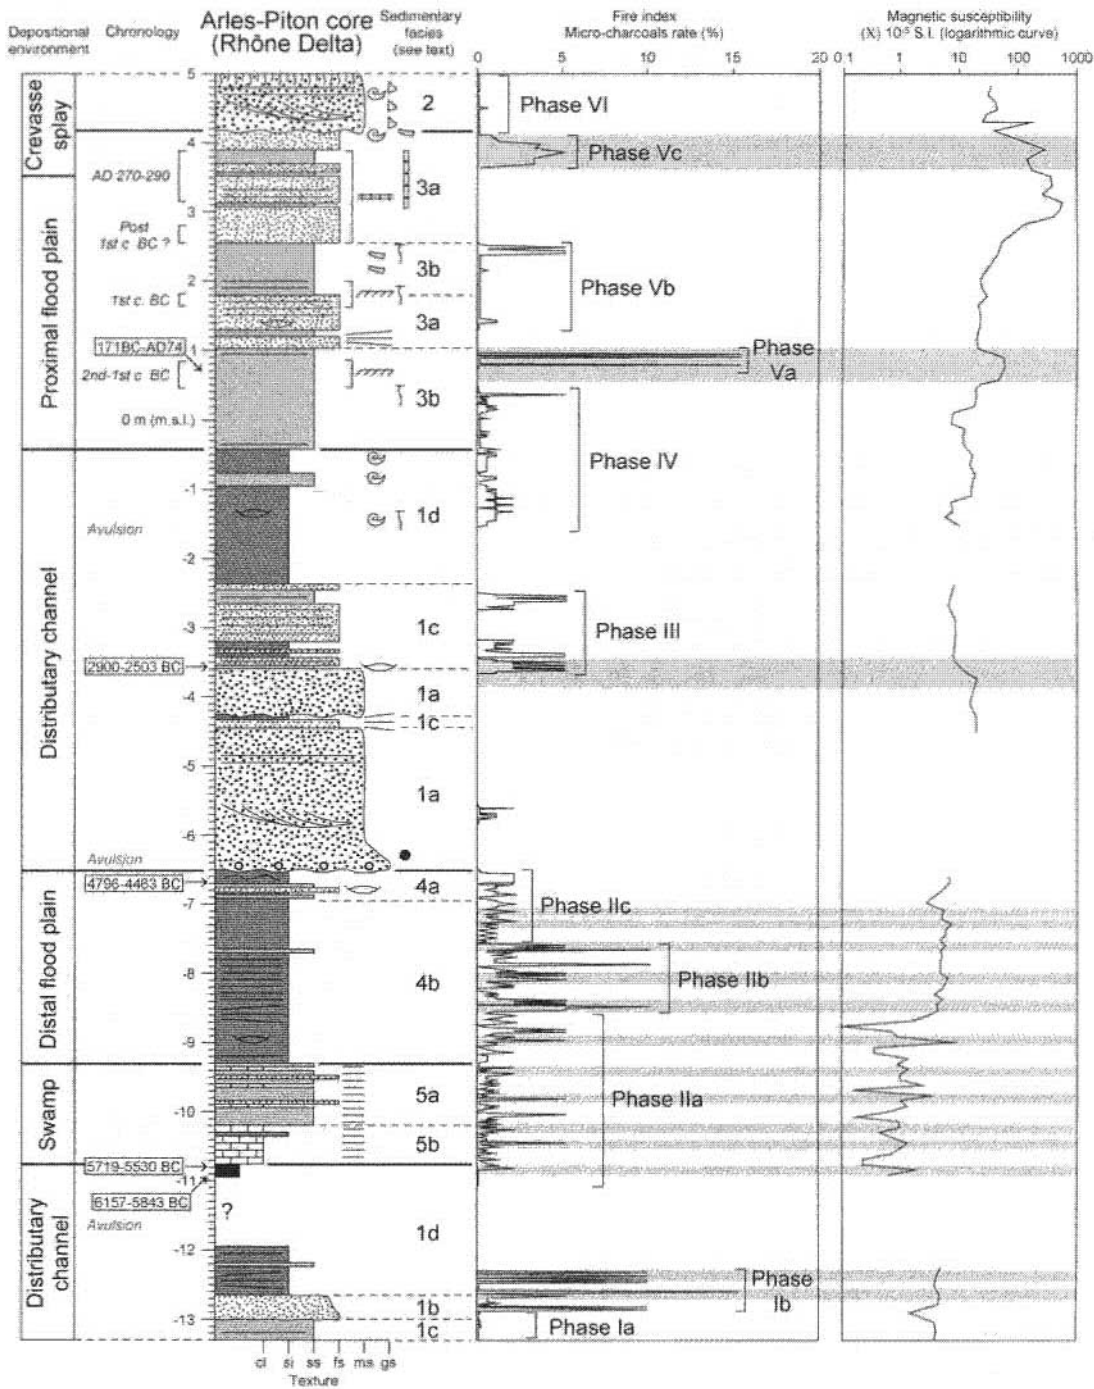 Depositional
environment
Chronology
Arles-Piton core
(Rhône Delta)
Sedimentary
facies
(see text)
Fire index
Micro-charcoals rate (%)
Magnetic susceptibility
(X) 10-5 S.I. (logarithmic curve)
0 5 10 15 20
0.1 1 10 100 1000
Crevasse
splay
Proximal flood plain
Distributary channel
Distal flood plain
Swamp
Distributary
channel
AD 270-290
Post
1st c. BC ?
1st c. BC
171BC-AD74
2nd-1st c. BC
0 m (m.s.l.)
Avulsion
2900-2503 BC
Avulsion
4796-4463 BC
5719-5530 BC
6157-5843 BC
Avulsion
5
4
3
2
1
-1
-2
-3
-4
-5
-6
-7
-8
-9
-10
-11
-12
-13
?
2
3a
3b
3a
3b
1d
1c
1a
1c
1a
4a
4b
5a
5b
1d
1b
1c
Phase VI
Phase Vc
Phase Vb
Phase
Va
Phase IV
Phase III
Phase IIc
Phase IIb
Phase IIa
Phase
Ib
Phase Ia
cl si ss fs ms gs
Texture